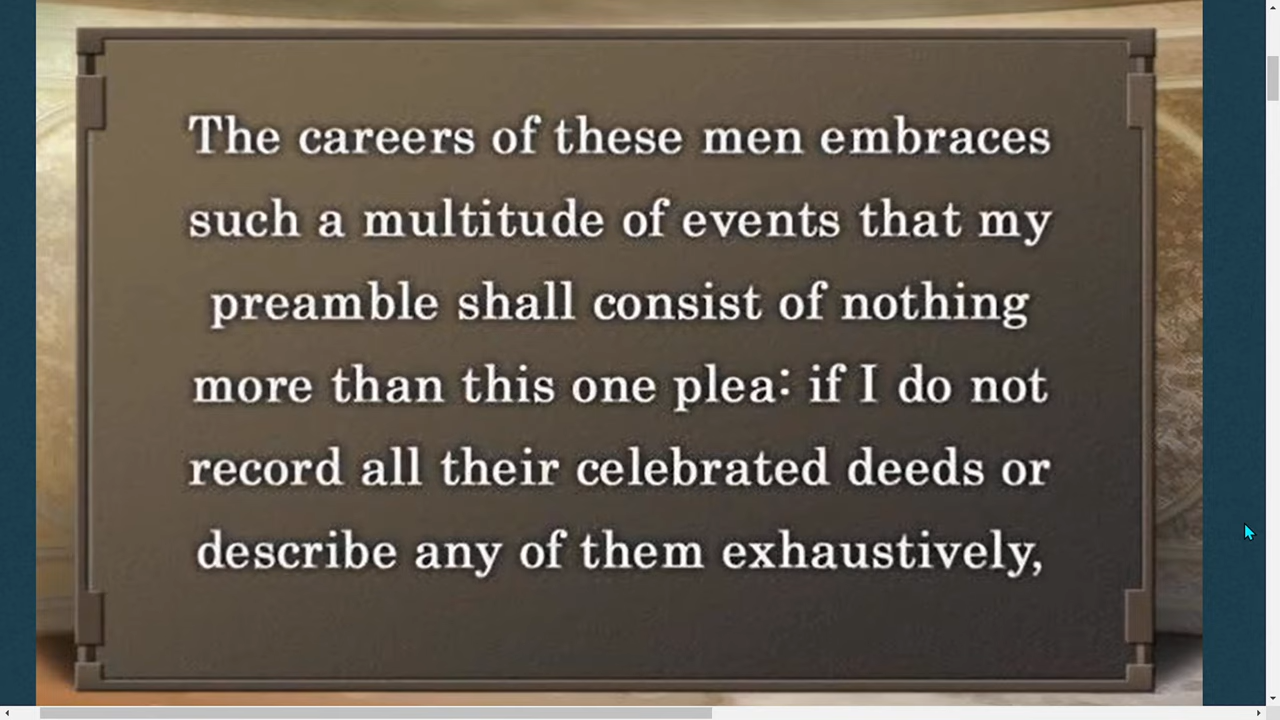 The careers of these men embraces
such a multitude of events that my
preamble shall consist of nothing
more than this one plea: if I do not
record all their celebrated deeds or
describe any of them exhaustively,